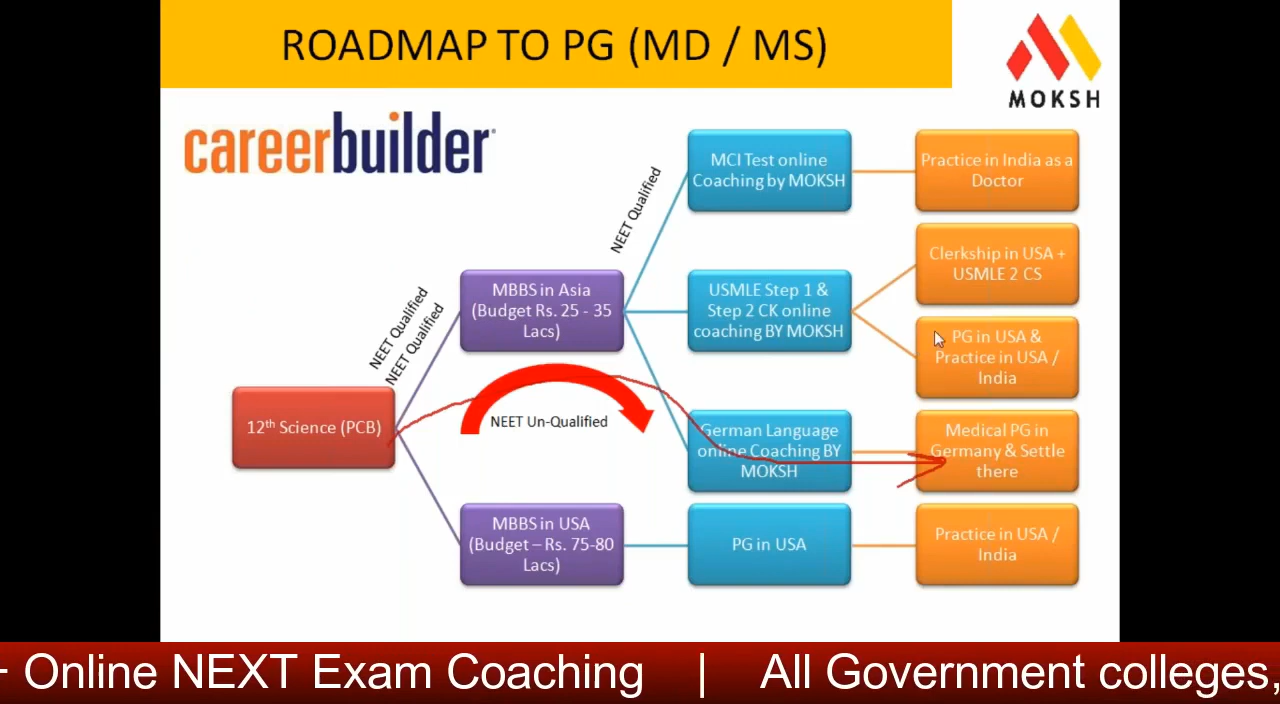 ROADMAP TO PG (MD / MS)
MOKSH
careerbuilder
NEET Qualified
NEET Qualified
NEET Qualified
12th Science (PCB)
MBBS in Asia
(Budget Rs. 25 - 35
Lacs)
NEET Un-Qualified
MBBS in USA
(Budget – Rs. 75-80
Lacs)
MCI Test online
Coaching by MOKSH
USMLE Step 1 &
Step 2 CK online
coaching BY MOKSH
German Language
online Coaching BY
MOKSH
PG in USA
Practice in India as a
Doctor
Clerkship in USA +
USMLE 2 CS
PG in USA &
Practice in USA /
India
Medical PG in
Germany & Settle
there
Practice in USA /
India
- Online NEXT Exam Coaching | All Government colleges,